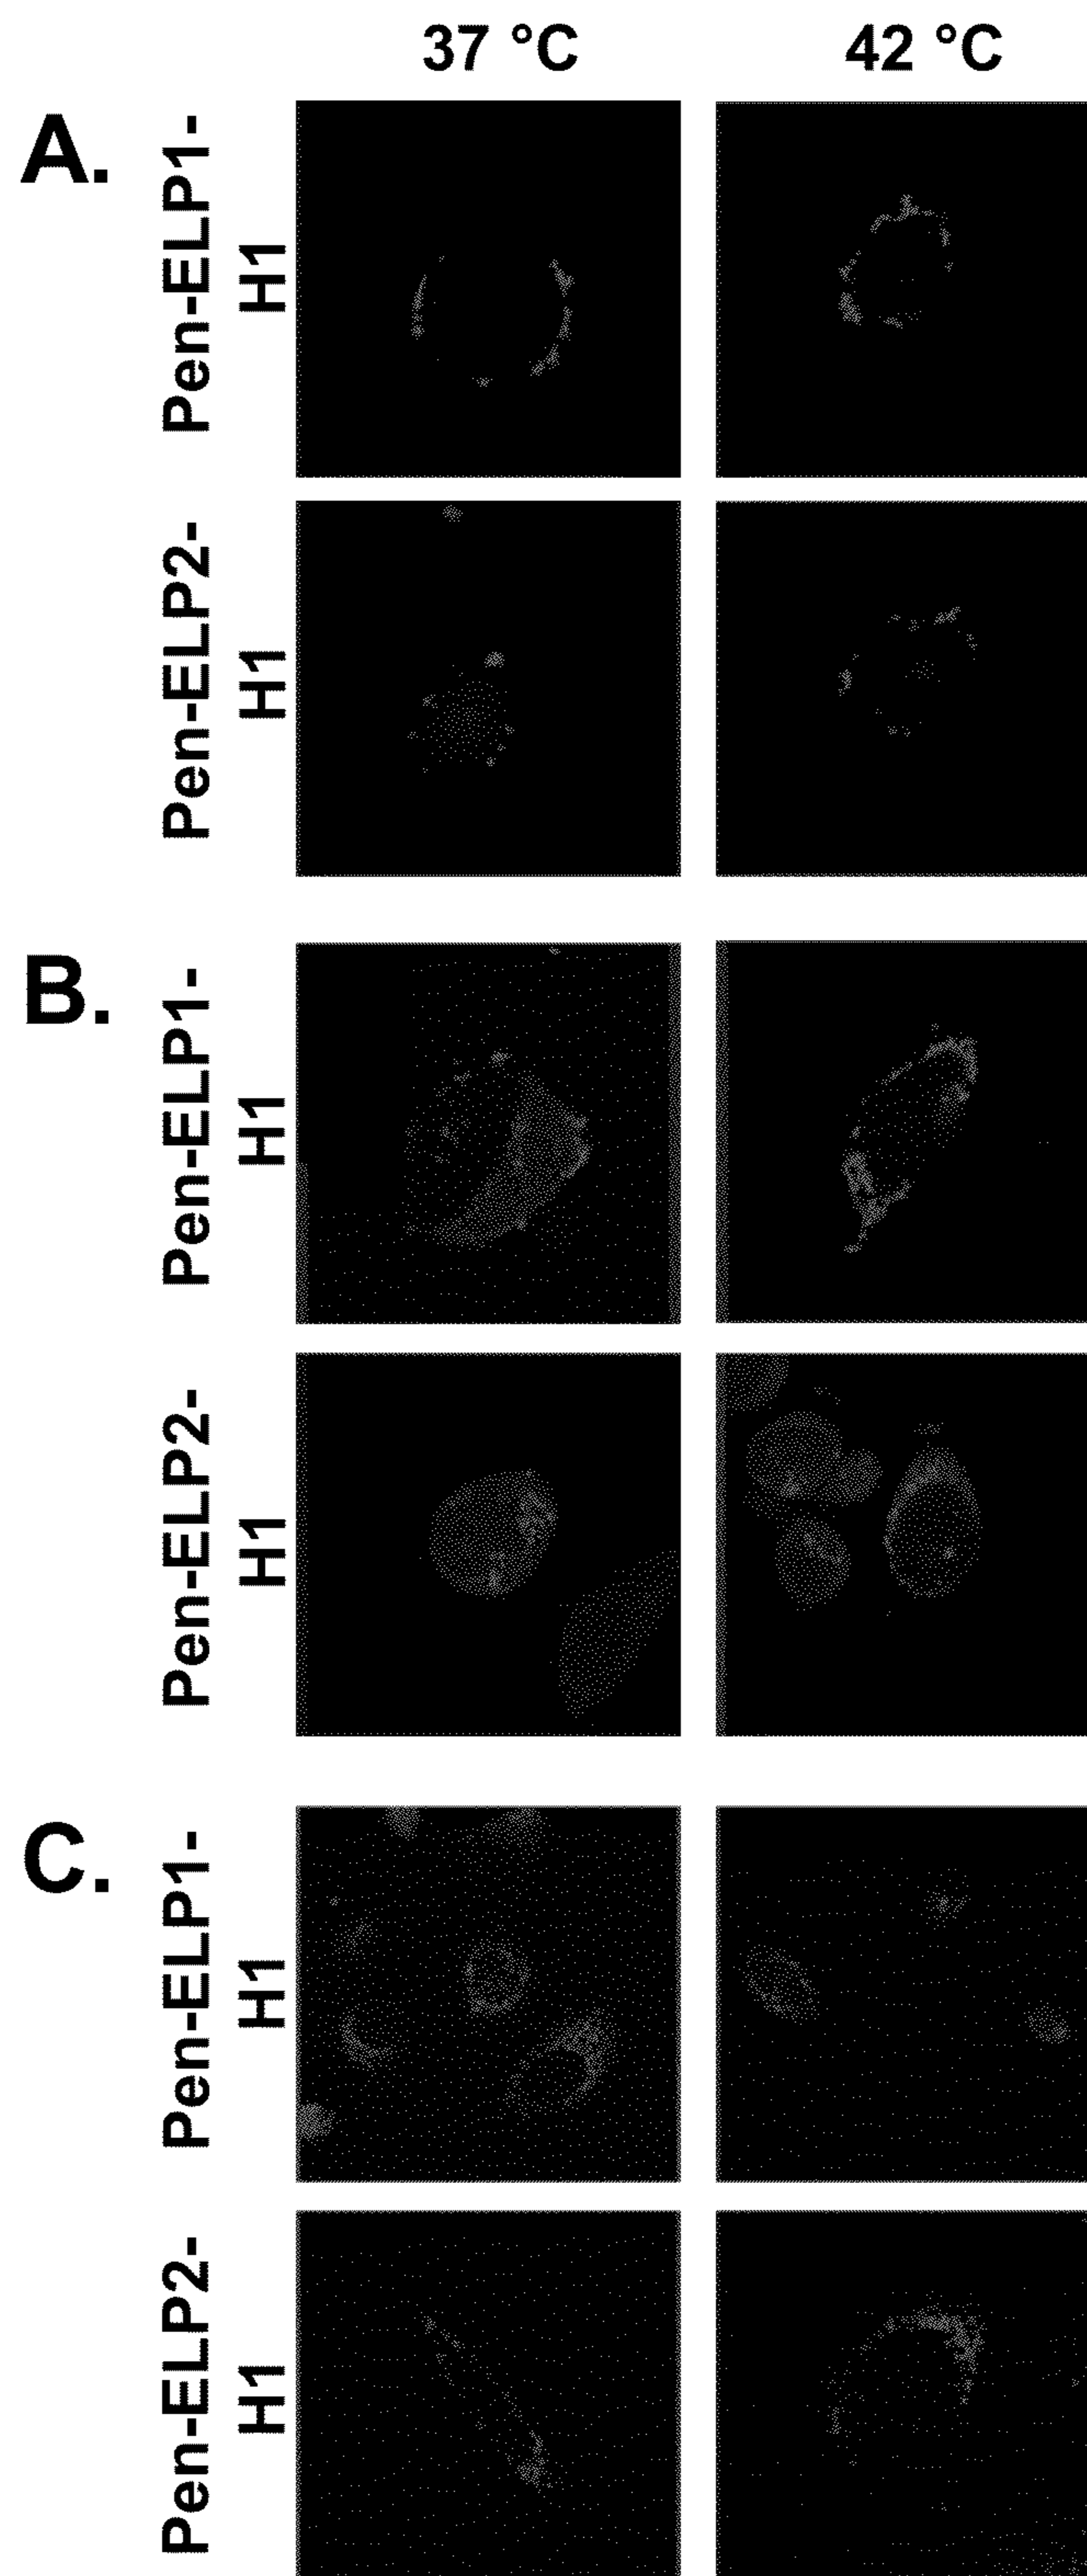 37 °C 42 °C
A.
Pen-ELP1-
H1
Pen-ELP2-
H1
B.
Pen-ELP1-
H1
Pen-ELP2-
H1
C.
Pen-ELP1-
H1
Pen-ELP2-
H1